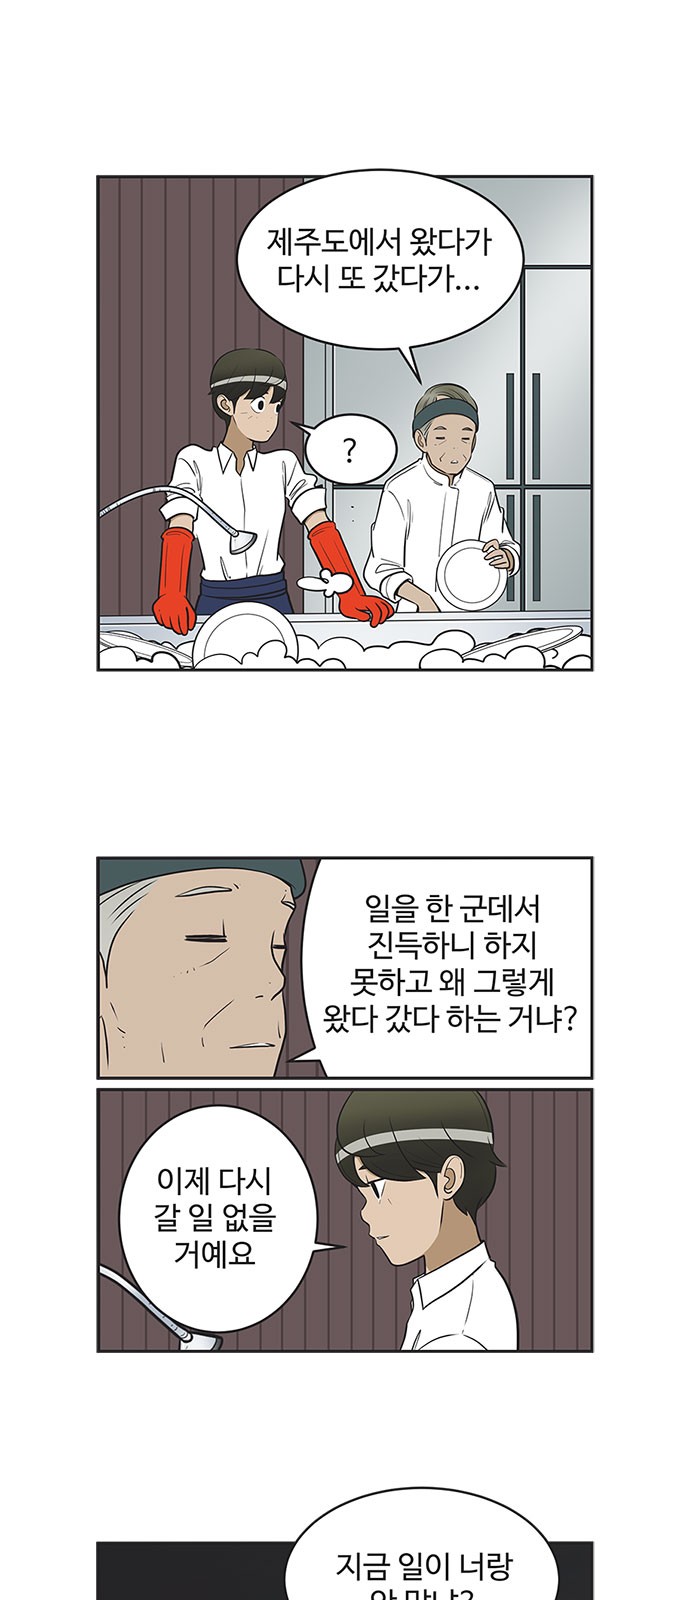 제주도에서 왔다가
다시 또 갔다가...
?
일을 한 군데서
진득하니 하지
못하고 왜 그렇게
왔다 갔다 하는 거냐?
이제 다시
갈 일 없을
거예요
지금 일이 너랑